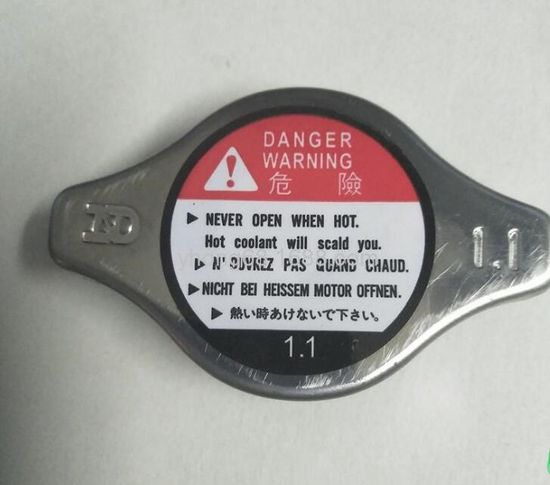 DANGER
WARNING
危 險
▶ NEVER OPEN WHEN HOT.
Hot coolant will scald you.
▶ N'OUVREZ PAS QUAND CHAUD.
▶ NICHT BEI HEISSEM MOTOR OFFNEN.
▶ 熱い時あけないで下さい。
1.1
1.1